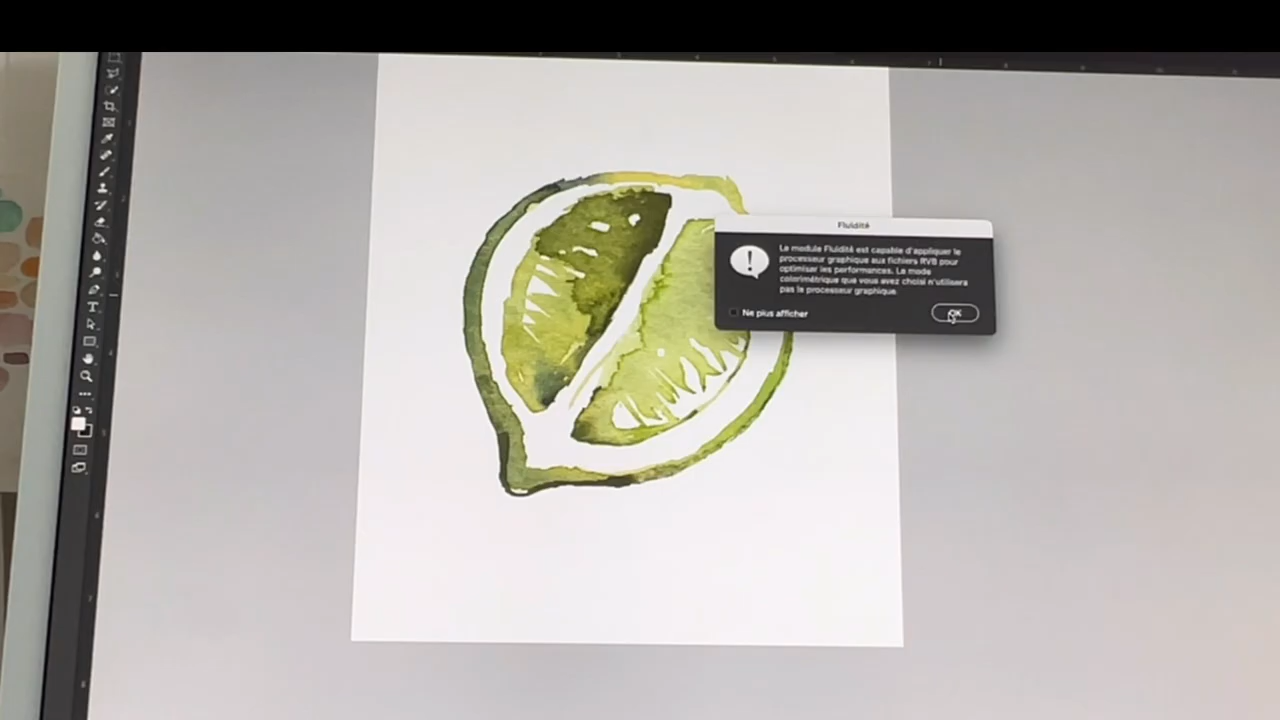 Fluidité
Le module Fluidité est capable d'appliquer le
processeur graphique aux fichiers RVB pour
optimiser les performances. Le mode
colorimétrique que vous avez choisi n'utilisera
pas le processeur graphique.
Ne plus afficher
OK